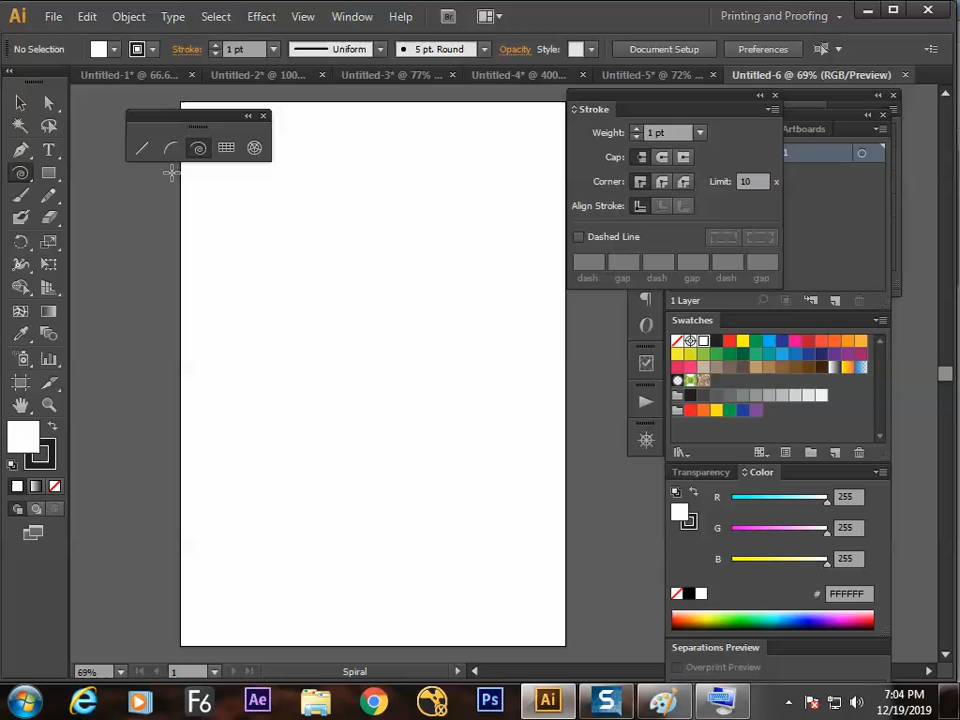 Ai File Edit Object Type Select Effect View Window Help Br Printing and Proofing
No Selection Stroke: 1 pt Uniform 5 pt. Round Opacity Style: Document Setup Preferences
Untitled-1* @ 66.6... Untitled-2* @ 100... Untitled-3* @ 77% ... Untitled-4* @ 400... Untitled-5* @ 72% ... Untitled-6 @ 69% (RGB/Preview)
Stroke
Weight: 1 pt
Artboards
Cap:
1
Corner: Limit: 10 x
Align Stroke:
Dashed Line
dash gap dash gap dash gap
1 Layer
Swatches
Transparency Color
R 255
G 255
B 255
# FFFFFF
Separations Preview
Overprint Preview
69% 1 Spiral
F6 Ae Ps Ai S
7:04 PM
12/19/2019